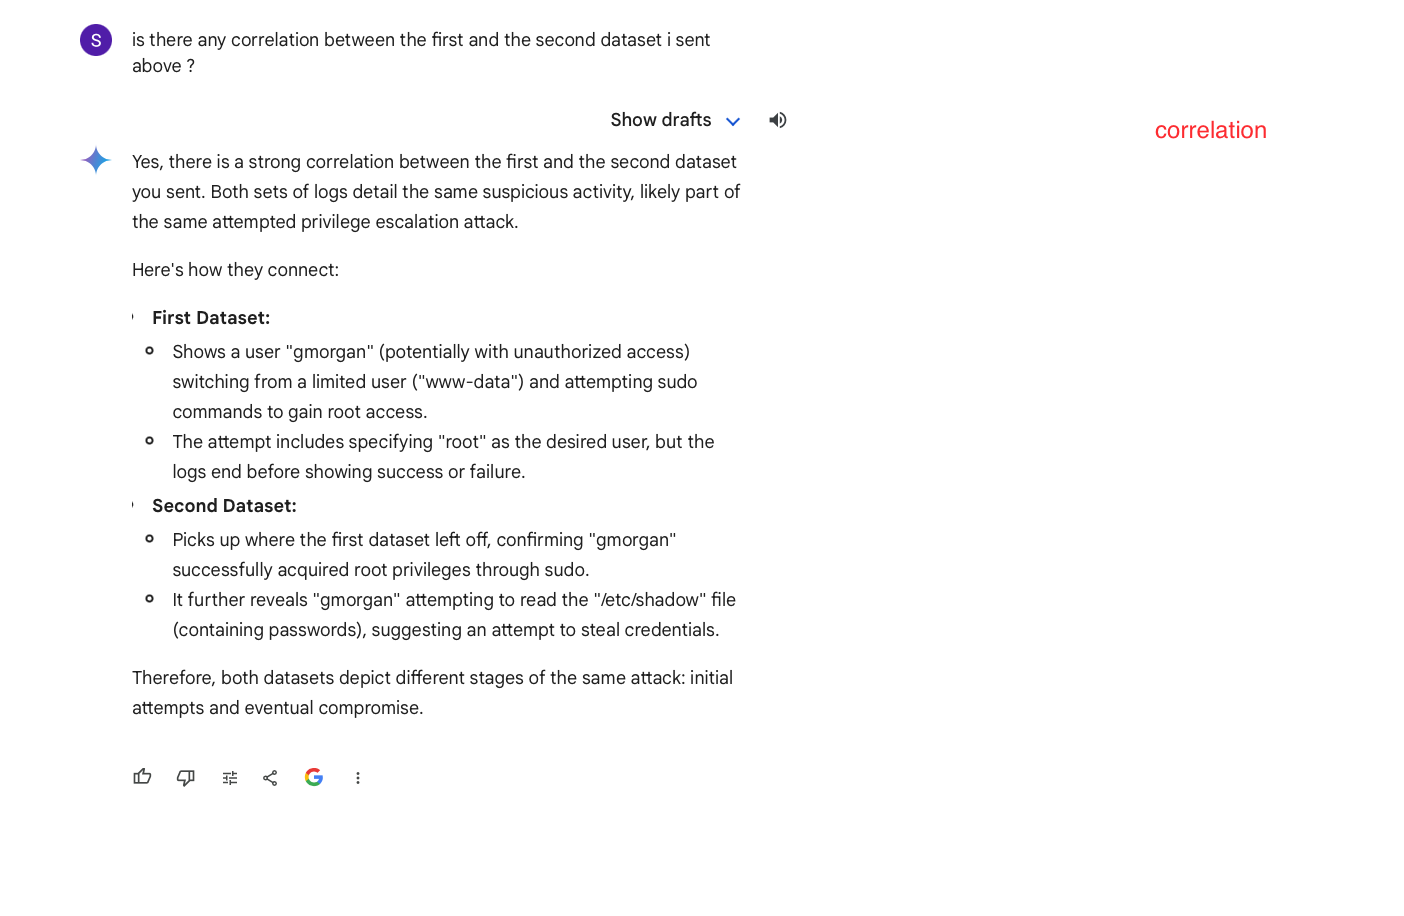 S
is there any correlation between the first and the second dataset i sent
above ?
Show drafts
correlation
Yes, there is a strong correlation between the first and the second dataset
you sent. Both sets of logs detail the same suspicious activity, likely part of
the same attempted privilege escalation attack.
Here's how they connect:
First Dataset:
Shows a user "gmorgan" (potentially with unauthorized access)
switching from a limited user ("www-data") and attempting sudo
commands to gain root access.
The attempt includes specifying "root" as the desired user, but the
logs end before showing success or failure.
Second Dataset:
Picks up where the first dataset left off, confirming "gmorgan"
successfully acquired root privileges through sudo.
It further reveals "gmorgan" attempting to read the "/etc/shadow" file
(containing passwords), suggesting an attempt to steal credentials.
Therefore, both datasets depict different stages of the same attack: initial
attempts and eventual compromise.